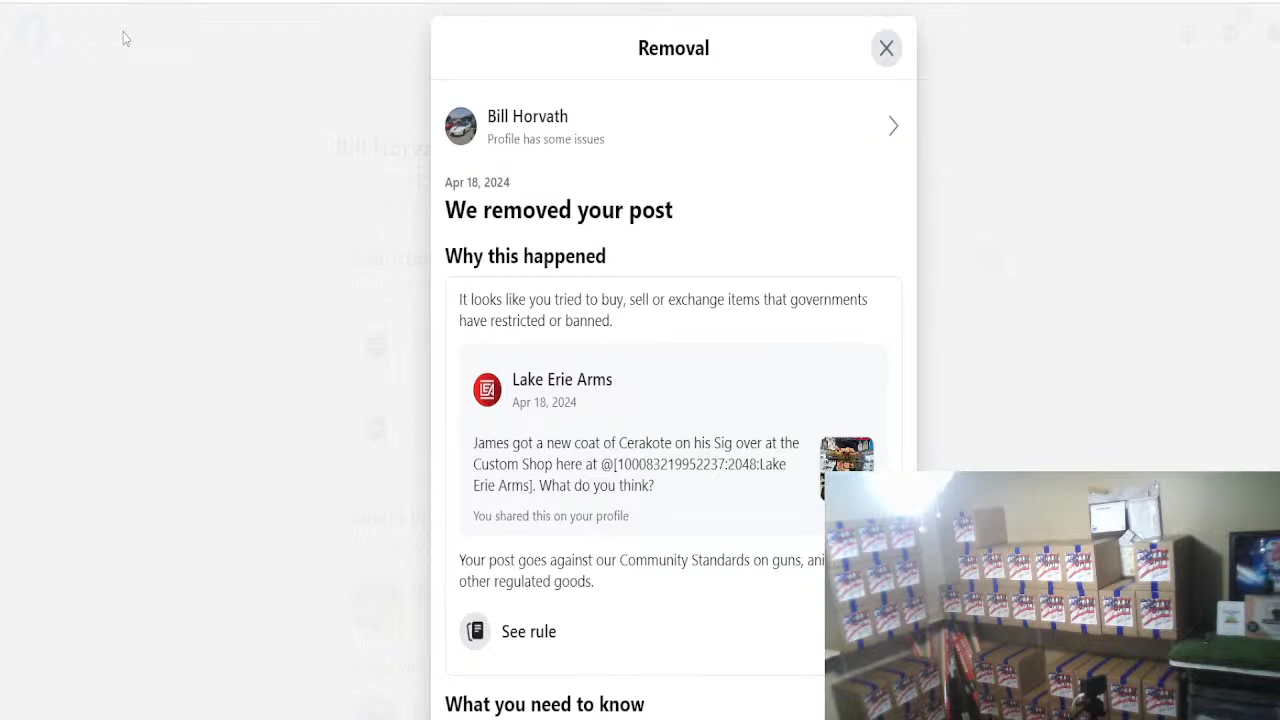 Removal
Bill Horvath
Profile has some issues
Apr 18, 2024
We removed your post
Why this happened
It looks like you tried to buy, sell or exchange items that governments
have restricted or banned.
Lake Erie Arms
Apr 18, 2024
James got a new coat of Cerakote on his Sig over at the
Custom Shop here at @[100083219952237:2048:Lake
Erie Arms]. What do you think?
You shared this on your profile
Your post goes against our Community Standards on guns,
other regulated goods.
See rule
What you need to know